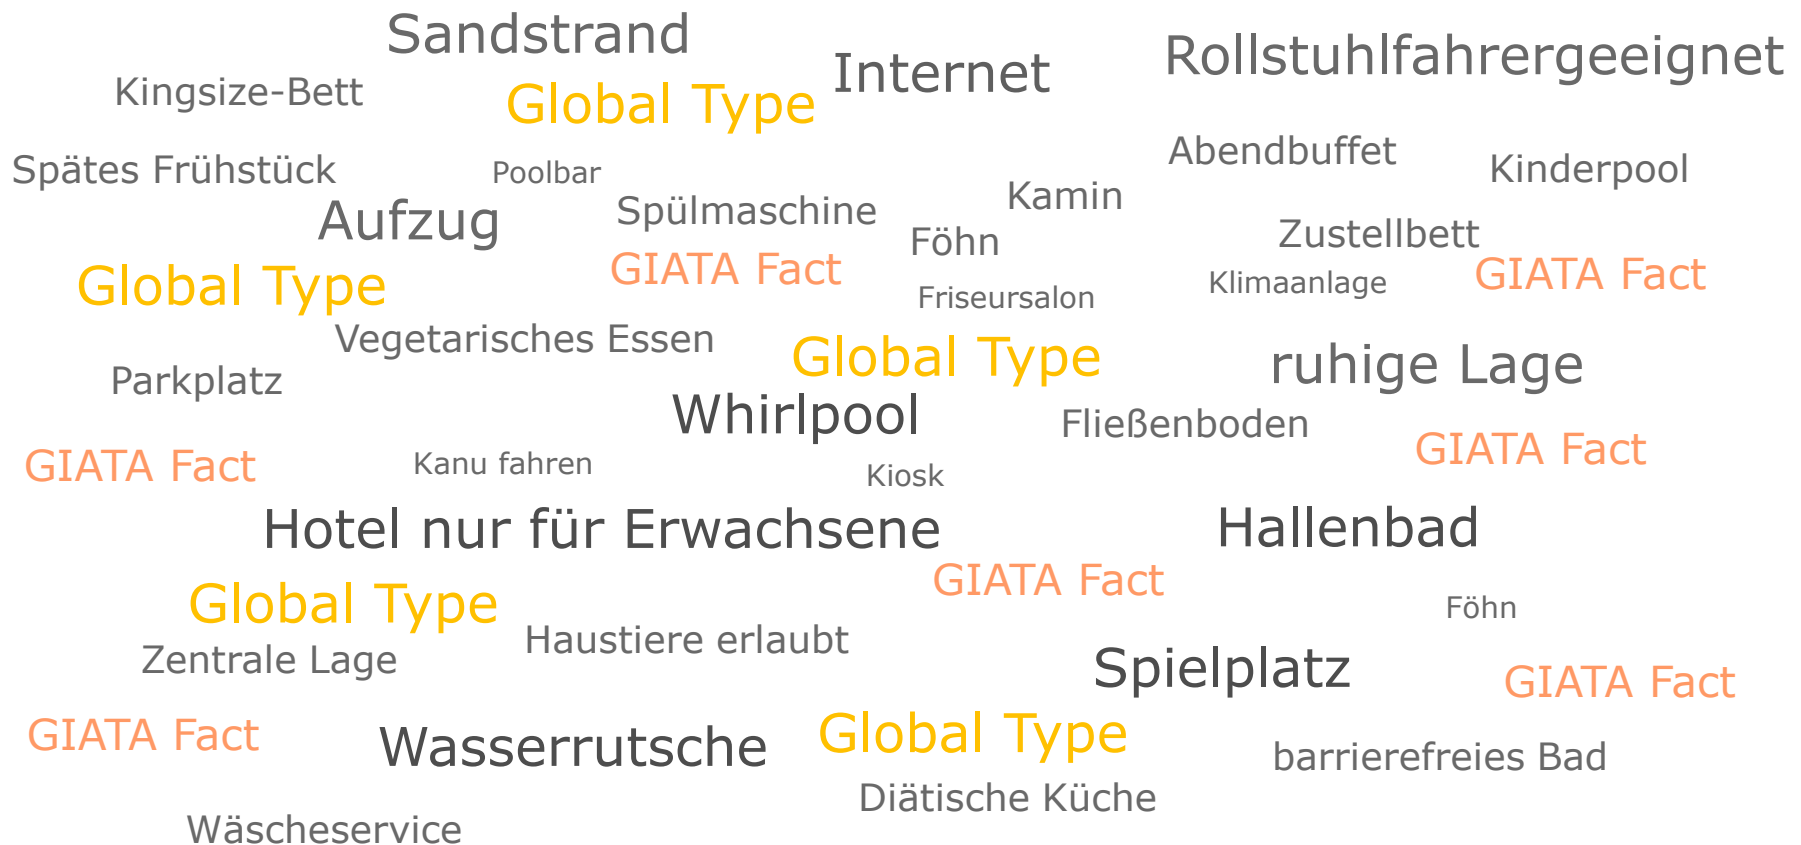 Sandstrand
Internet
Rollstuhlfahrergeeignet
Kingsize-Bett
Global Type
Abendbuffet
Spätes Frühstück
Poolbar
Kinderpool
Kamin
Aufzug
Spülmaschine
Föhn
Zustellbett
Global Type
GIATA Fact
Friseursalon
Klimaanlage
GIATA Fact
Vegetarisches Essen
Global Type
ruhige Lage
Parkplatz
Whirlpool
Fließenboden
GIATA Fact
GIATA Fact
Kanu fahren
Kiosk
Hotel nur für Erwachsene
Hallenbad
GIATA Fact
Global Type
Föhn
Haustiere erlaubt
Zentrale Lage
Spielplatz
GIATA Fact
GIATA Fact
Wasserrutsche
Global Type
barrierefreies Bad
Diätische Küche
Wäscheservice